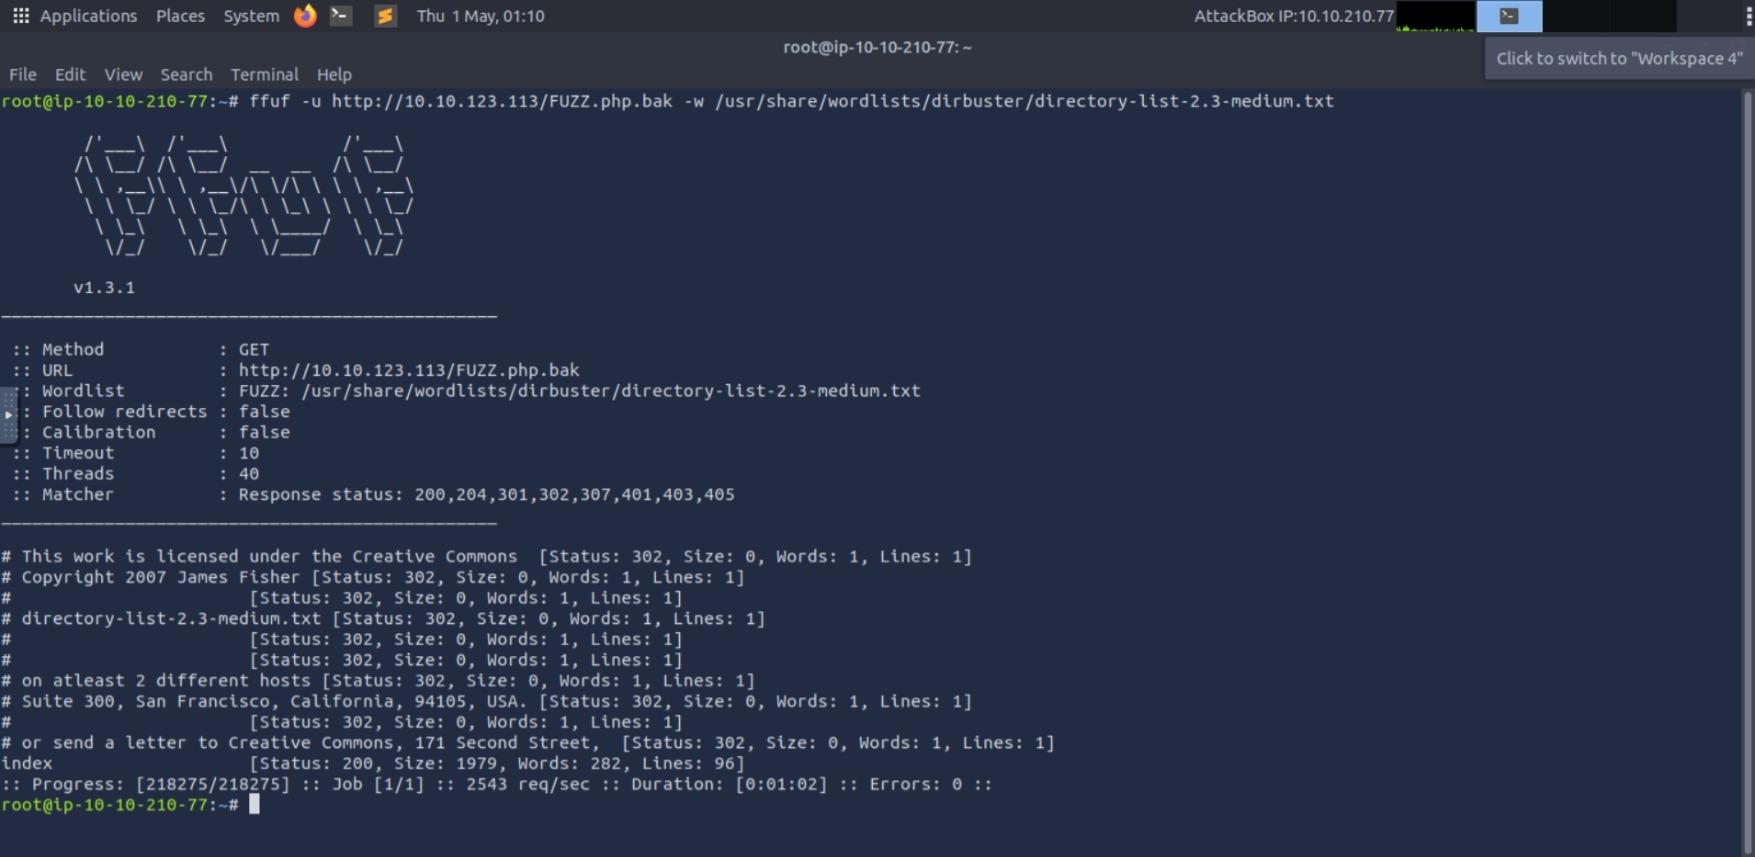 Applications Places System Thu 1 May, 01:10 AttackBox IP:10.10.210.77
root@ip-10-10-210-77: ~
Click to switch to "Workspace 4"
File Edit View Search Terminal Help
root@ip-10-10-210-77:~# ffuf -u http://10.10.123.113/FUZZ.php.bak -w /usr/share/wordlists/dirbuster/directory-list-2.3-medium.txt
        /'___\  /'___\           /'___\
       /\ \__/ /\ \__/  __  __  /\ \__/
       \ \ ,__\\ \ ,__\/\ \/\ \ \ \ ,__\
        \ \ \_/ \ \ \_/\ \ \_\ \ \ \ \_/
         \ \_\   \ \_\  \ \____/  \ \_\
          \/_/    \/_/   \/___/    \/_/
v1.3.1
________________________________________________
:: Method : GET
:: URL : http://10.10.123.113/FUZZ.php.bak
:: Wordlist : FUZZ: /usr/share/wordlists/dirbuster/directory-list-2.3-medium.txt
: Follow redirects : false
: Calibration : false
:: Timeout : 10
:: Threads : 40
:: Matcher : Response status: 200,204,301,302,307,401,403,405
________________________________________________
# This work is licensed under the Creative Commons [Status: 302, Size: 0, Words: 1, Lines: 1]
# Copyright 2007 James Fisher [Status: 302, Size: 0, Words: 1, Lines: 1]
# [Status: 302, Size: 0, Words: 1, Lines: 1]
# directory-list-2.3-medium.txt [Status: 302, Size: 0, Words: 1, Lines: 1]
# [Status: 302, Size: 0, Words: 1, Lines: 1]
# [Status: 302, Size: 0, Words: 1, Lines: 1]
# on atleast 2 different hosts [Status: 302, Size: 0, Words: 1, Lines: 1]
# Suite 300, San Francisco, California, 94105, USA. [Status: 302, Size: 0, Words: 1, Lines: 1]
# [Status: 302, Size: 0, Words: 1, Lines: 1]
# or send a letter to Creative Commons, 171 Second Street, [Status: 302, Size: 0, Words: 1, Lines: 1]
index [Status: 200, Size: 1979, Words: 282, Lines: 96]
:: Progress: [218275/218275] :: Job [1/1] :: 2543 req/sec :: Duration: [0:01:02] :: Errors: 0 ::
root@ip-10-10-210-77:~#